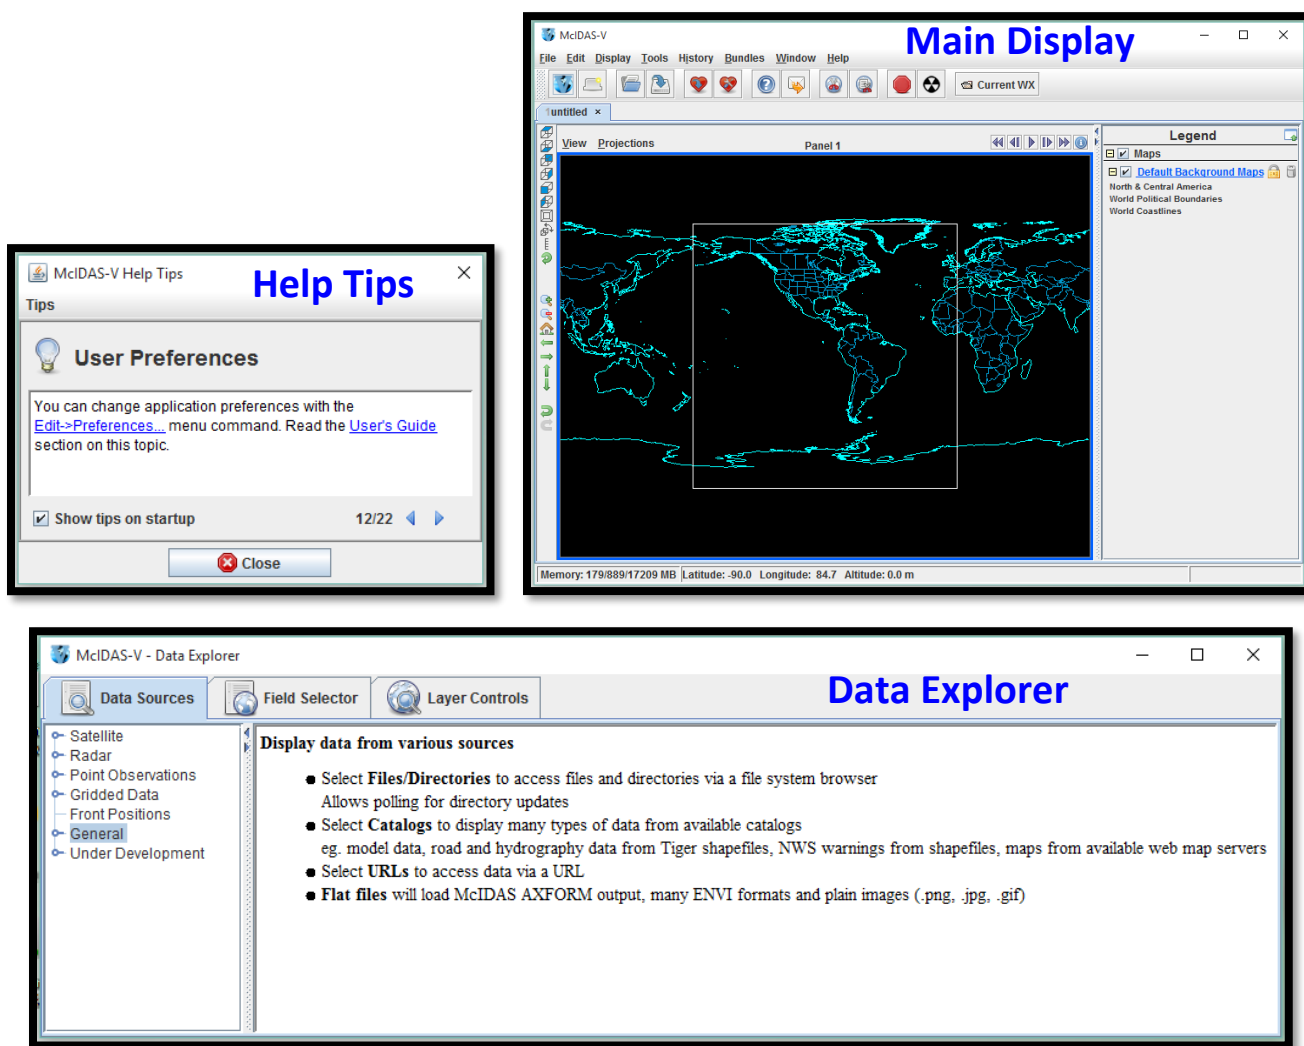 McIDAS-V
Main Display
File Edit Display Tools History Bundles Window Help
Current WX
untitled
View Projections
Panel 1
Legend
Maps
Default Background Maps
North & Central America
World Political Boundaries
World Coastlines
Memory: 179/889/17209 MB Latitude: -90.0 Longitude: 84.7 Altitude: 0.0 m
McIDAS-V Help Tips
Help Tips
Tips
User Preferences
You can change application preferences with the
Edit->Preferences... menu command. Read the User's Guide
section on this topic.
Show tips on startup
12/22
Close
McIDAS-V - Data Explorer
Data Explorer
Data Sources
Field Selector
Layer Controls
Satellite
Radar
Point Observations
Gridded Data
Front Positions
General
Under Development
Display data from various sources
Select Files/Directories to access files and directories via a file system browser
Allows polling for directory updates
Select Catalogs to display many types of data from available catalogs
eg. model data, road and hydrography data from Tiger shapefiles, NWS warnings from shapefiles, maps from available web map servers
Select URLs to access data via a URL
Flat files will load McIDAS AXFORM output, many ENVI formats and plain images (.png, .jpg, .gif)